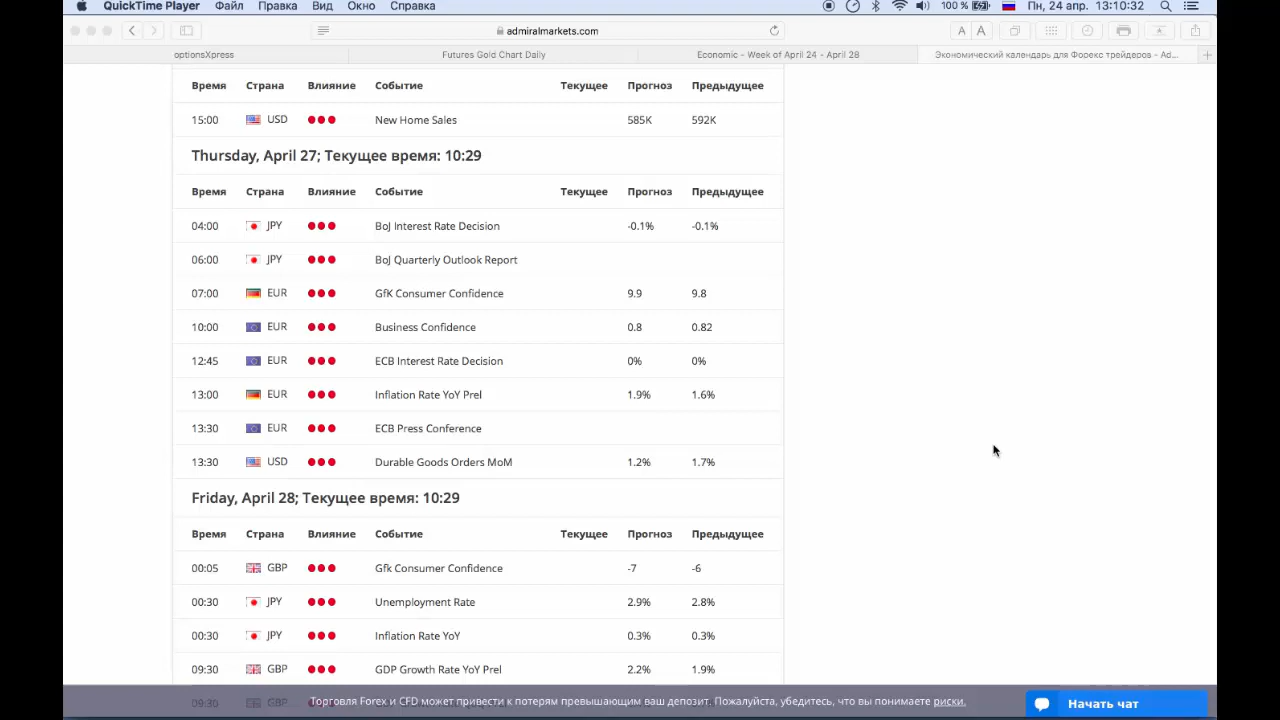 QuickTime Player Файл Правка Вид Окно Справка 100 % Пн, 24 апр. 13:10:32
admiralmarkets.com A A
optionsXpress Futures Gold Chart Daily Economic - Week of April 24 - April 28 Экономический календарь для Форекс трейдеров - Ad...
Время Страна Влияние Событие Текущее Прогноз Предыдущее
15:00 USD New Home Sales 585K 592K
Thursday, April 27; Текущее время: 10:29
Время Страна Влияние Событие Текущее Прогноз Предыдущее
04:00 JPY BoJ Interest Rate Decision -0.1% -0.1%
06:00 JPY BoJ Quarterly Outlook Report
07:00 EUR GfK Consumer Confidence 9.9 9.8
10:00 EUR Business Confidence 0.8 0.82
12:45 EUR ECB Interest Rate Decision 0% 0%
13:00 EUR Inflation Rate YoY Prel 1.9% 1.6%
13:30 EUR ECB Press Conference
13:30 USD Durable Goods Orders MoM 1.2% 1.7%
Friday, April 28; Текущее время: 10:29
Время Страна Влияние Событие Текущее Прогноз Предыдущее
00:05 GBP Gfk Consumer Confidence -7 -6
00:30 JPY Unemployment Rate 2.9% 2.8%
00:30 JPY Inflation Rate YoY 0.3% 0.3%
09:30 GBP GDP Growth Rate YoY Prel 2.2% 1.9%
09:30 GBP
Торговля Forex и CFD может привести к потерям превышающим ваш депозит. Пожалуйста, убедитесь, что вы понимаете риски.
Начать чат